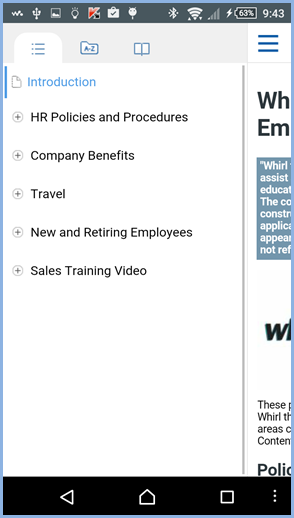 63% 9:43
A-Z
Introduction
HR Policies and Procedures
Company Benefits
Travel
New and Retiring Employees
Sales Training Video
Wh
Em
"Whirl
assist
educat
The co
constr
applica
appear
not ref
wh
These p
Whirl th
areas c
Conten
Polic